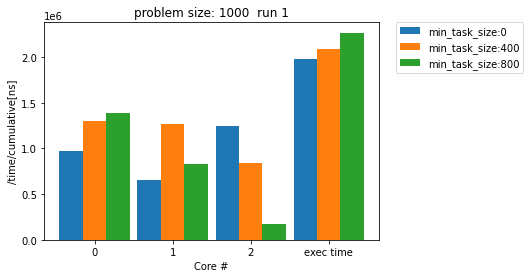 problem size: 1000  run 1
1e6
min_task_size:0
min_task_size:400
min_task_size:800
/time/cumulative[ns]
2.0
1.5
1.0
0.5
0.0
0 1 2 exec time
Core #